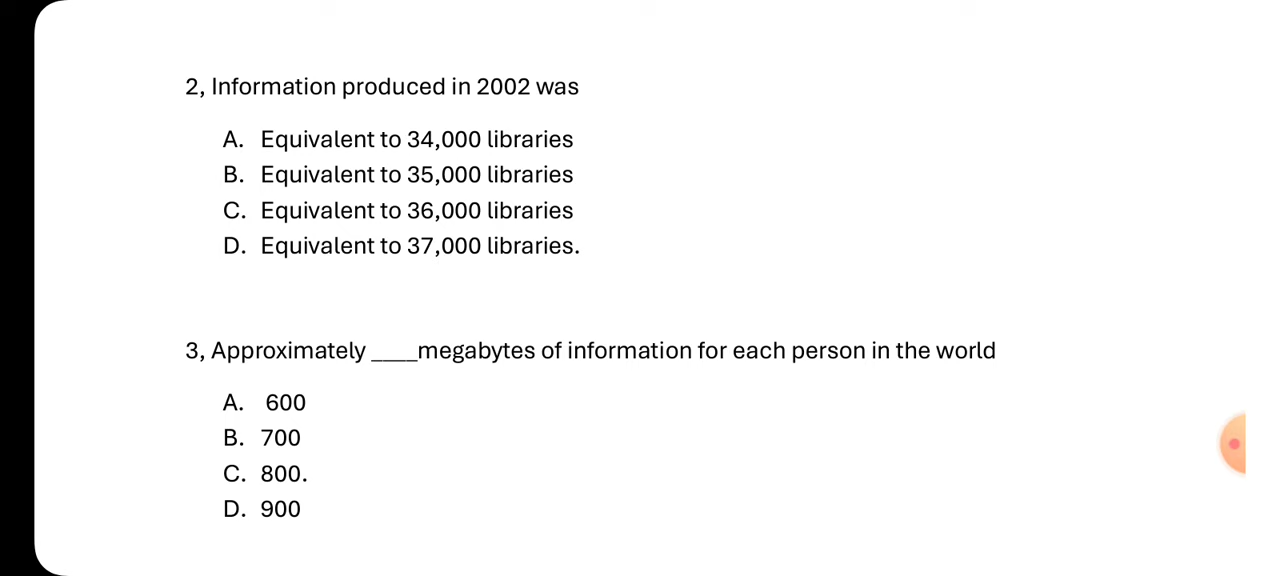 2, Information produced in 2002 was
A. Equivalent to 34,000 libraries
B. Equivalent to 35,000 libraries
C. Equivalent to 36,000 libraries
D. Equivalent to 37,000 libraries.
3, Approximately ____megabytes of information for each person in the world
A. 600
B. 700
C. 800.
D. 900